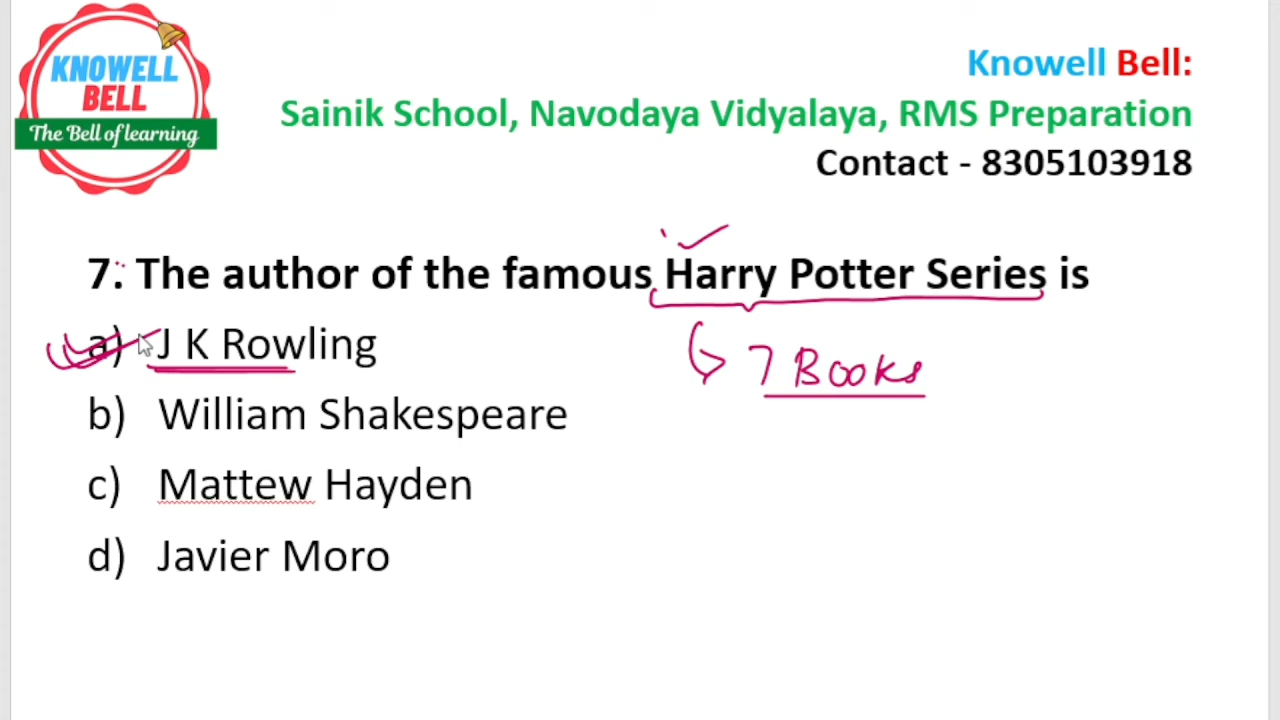 KNOWELL
BELL
The Bell of learning
Knowell Bell:
Sainik School, Navodaya Vidyalaya, RMS Preparation
Contact - 8305103918
7. The author of the famous Harry Potter Series is
a) J K Rowling
7 Books
b) William Shakespeare
c) Mattew Hayden
d) Javier Moro